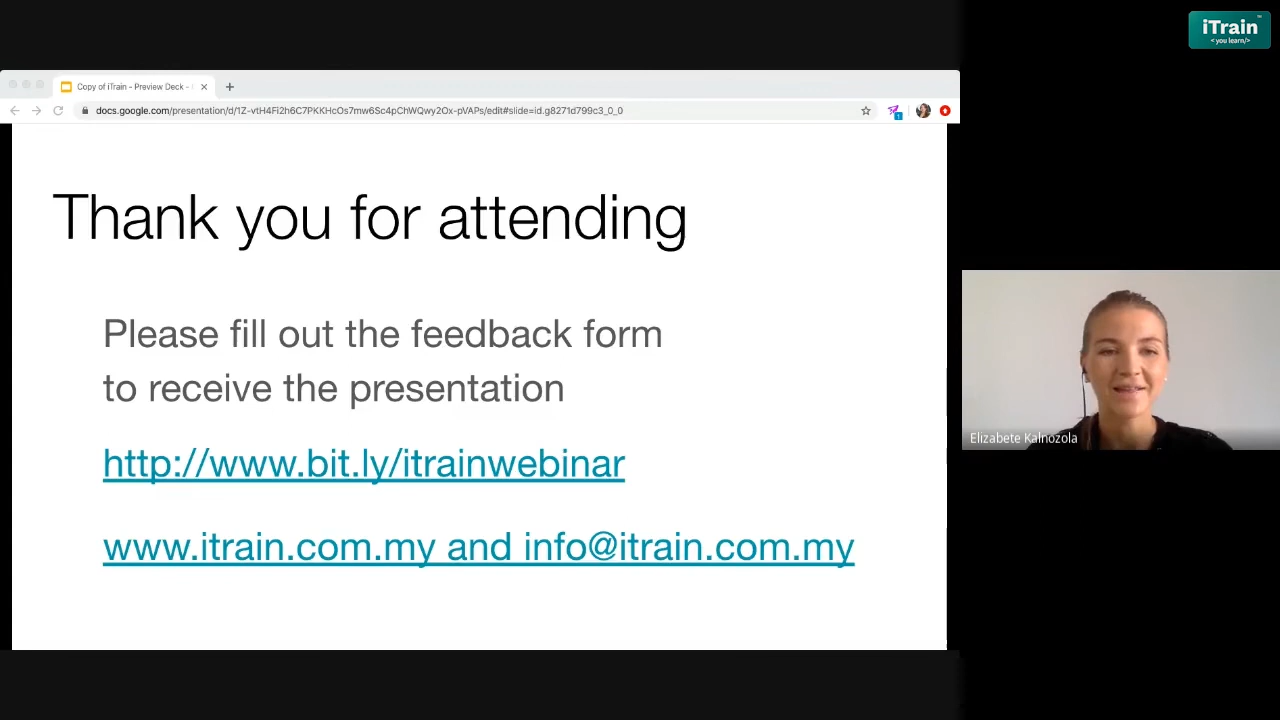 iTrain
< you learn/>
Copy of iTrain - Preview Deck -
docs.google.com/presentation/d/1Z-vtH4Fi2h6C7PKKHcOs7mw6Sc4pChWQwy2Ox-pVAPs/edit#slide=id.g8271d799c3_0_0
1
Thank you for attending
Please fill out the feedback form
to receive the presentation
http://www.bit.ly/itrainwebinar
www.itrain.com.my and info@itrain.com.my
Elizabete Kalnozola